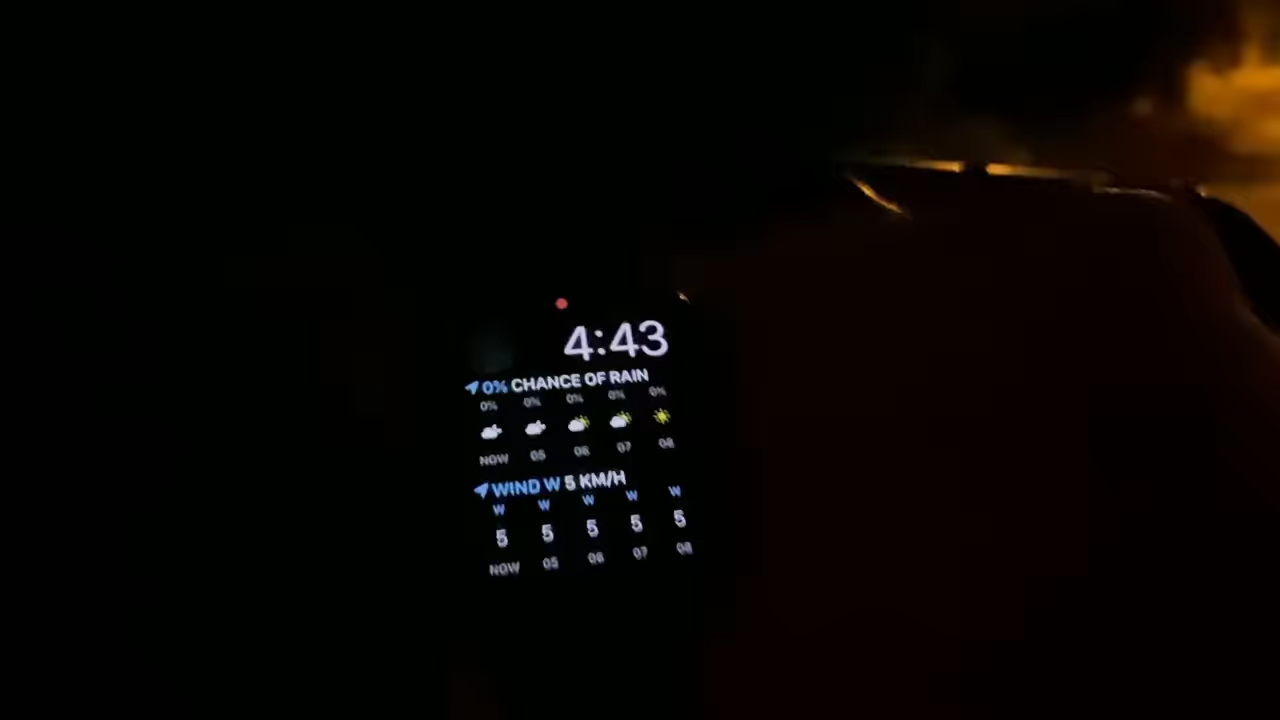 4:43
0% CHANCE OF RAIN
0% 0% 0% 0% 0%
NOW 05 06 07 08
WIND W 5 KM/H
W W W W W
5 5 5 5 5
NOW 05 06 07 08